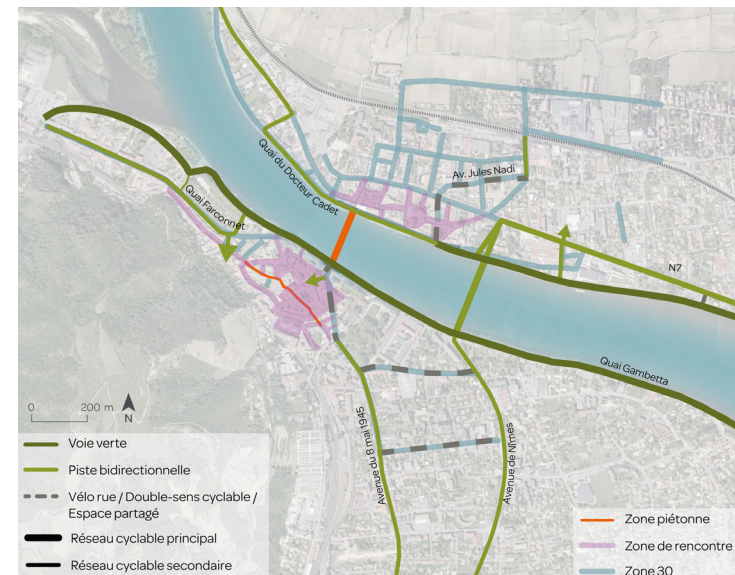 Quai du Docteur Cadet
Av. Jules Nadi
Quai Farconnet
N7
Quai Gambetta
0 200 m
N
Avenue du 8 mai 1945
Avenue de Nîmes
Voie verte
Piste bidirectionnelle
Vélo rue / Double-sens cyclable /
Espace partagé
Réseau cyclable principal
Réseau cyclable secondaire
Zone piétonne
Zone de rencontre
Zone 30